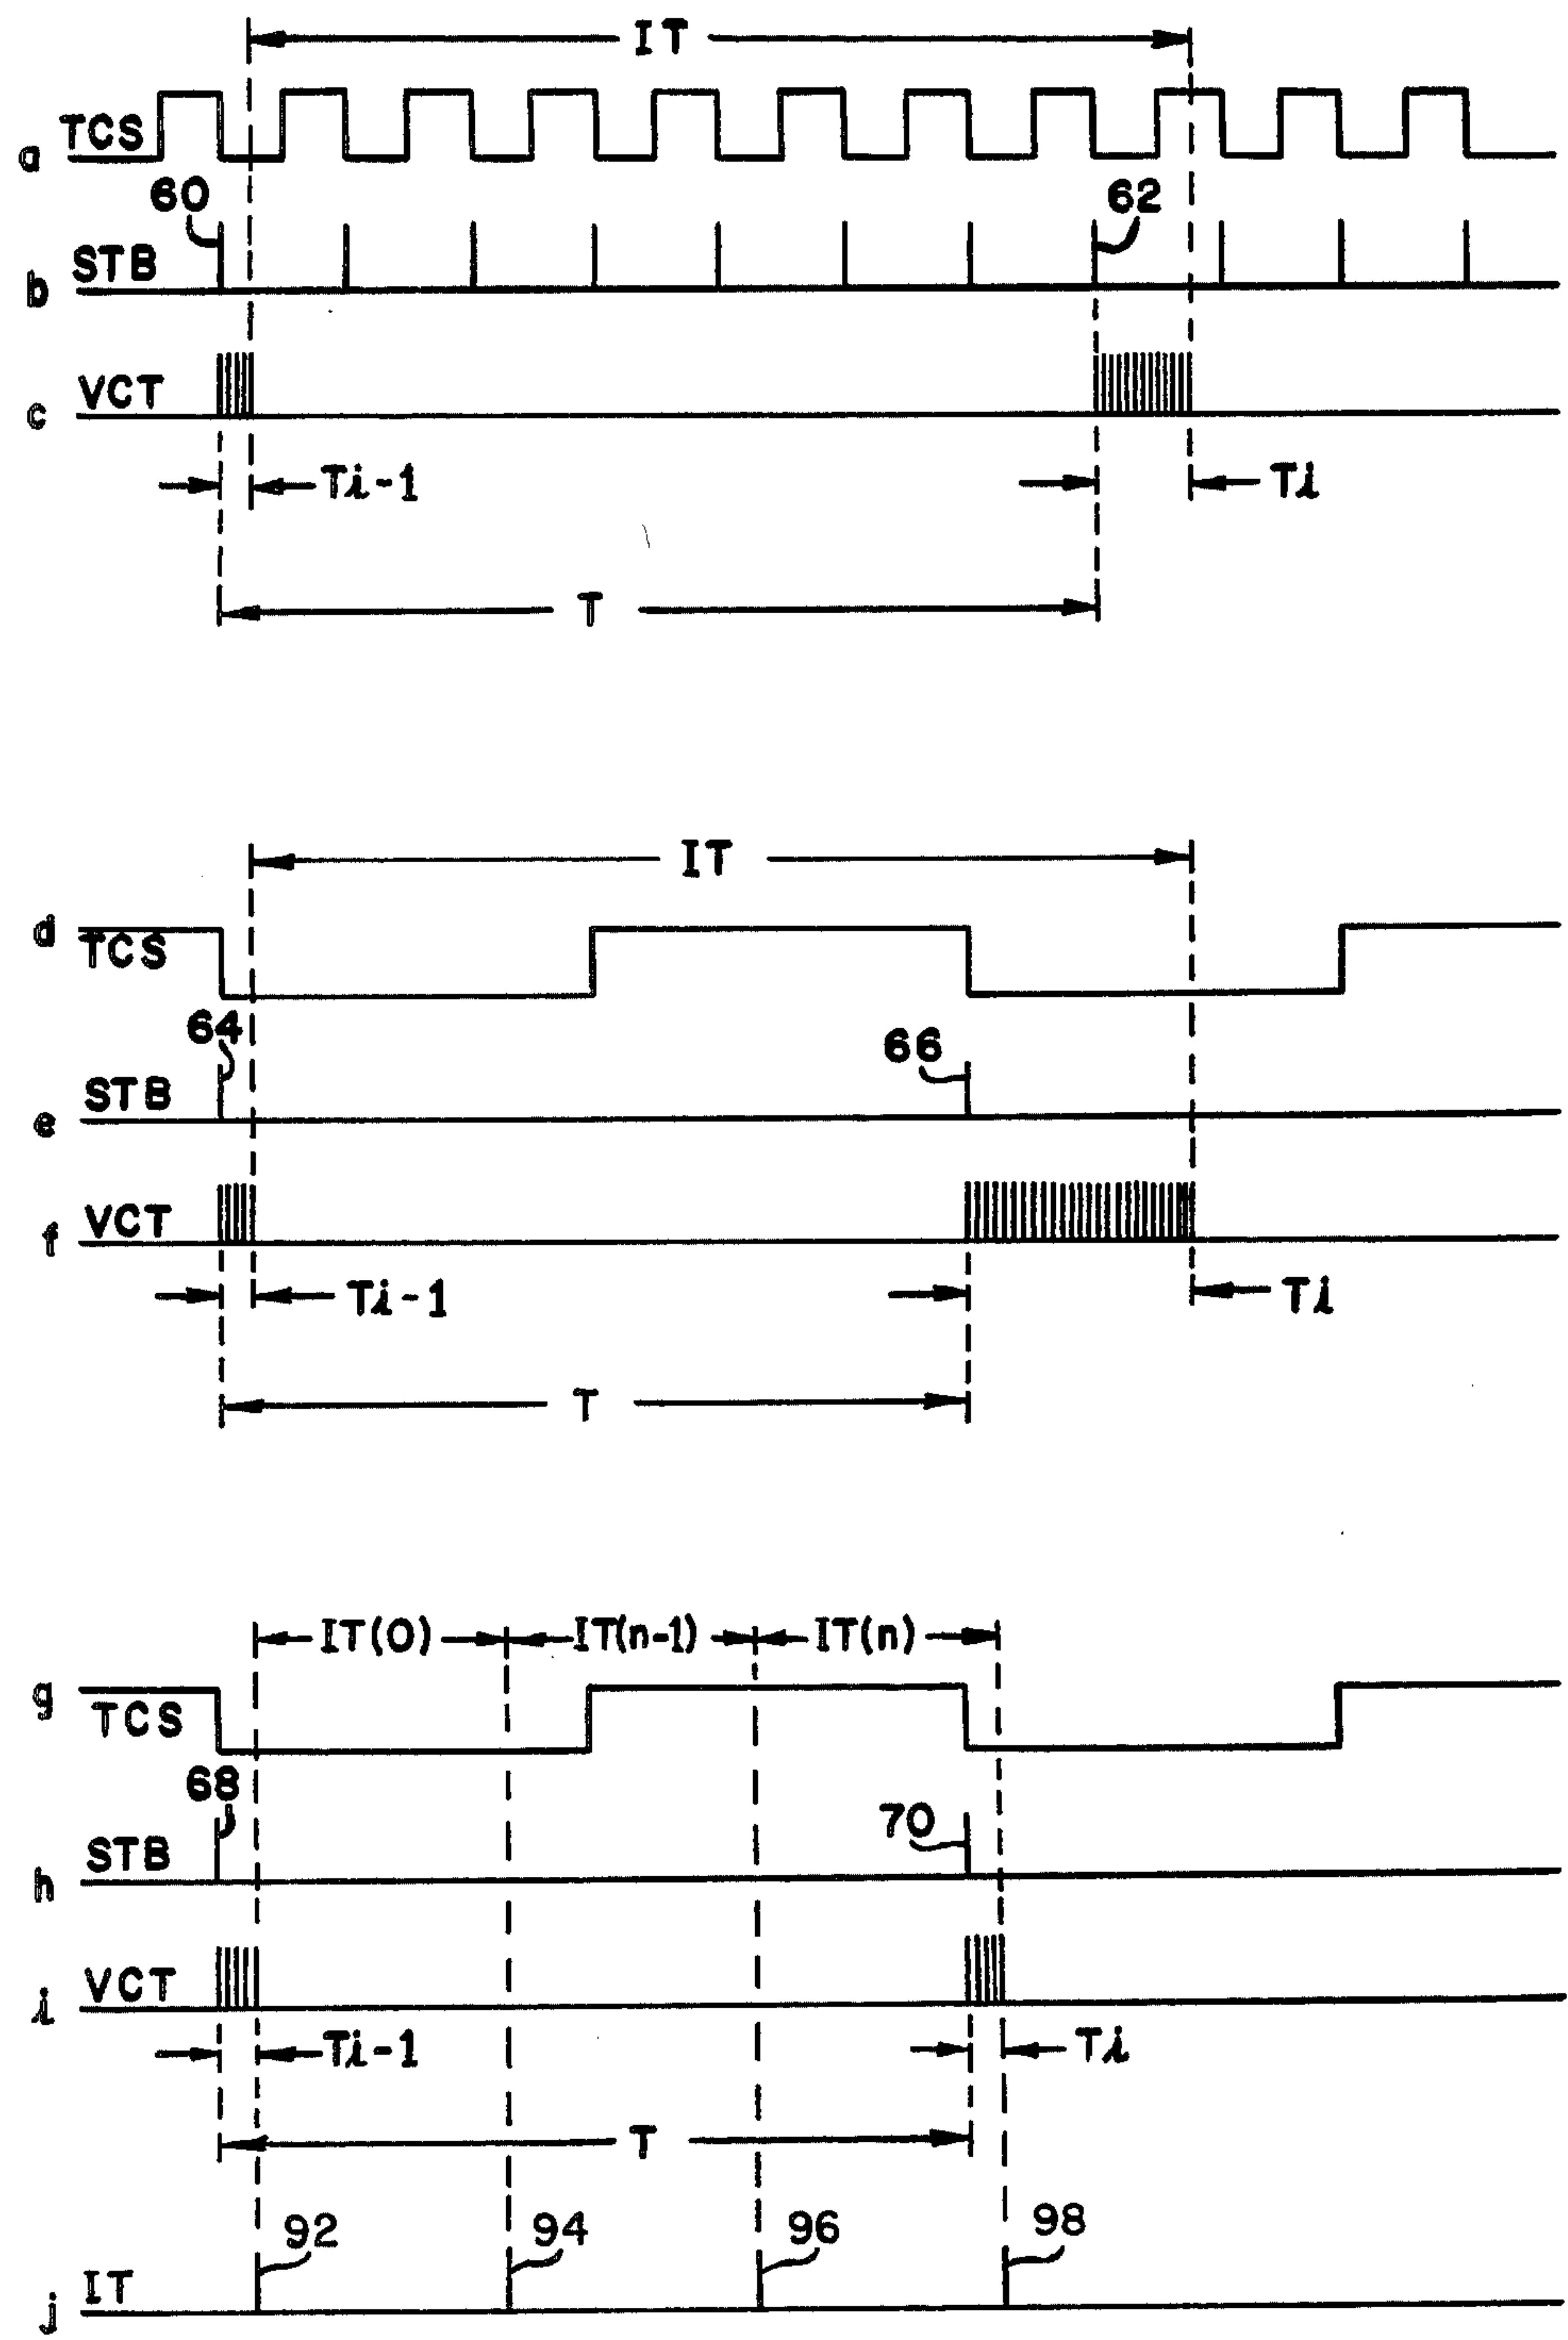 IT
TCS
a
60
62
STB
b
VCT
c
Ti-1
Ti
T
IT
d
TCS
64
66
STB
e
VCT
f
Ti-1
Ti
T
IT(0) IT(n-1) IT(n)
g
TCS
68
70
STB
h
VCT
i
Ti-1
Ti
T
92
94
96
98
IT
j